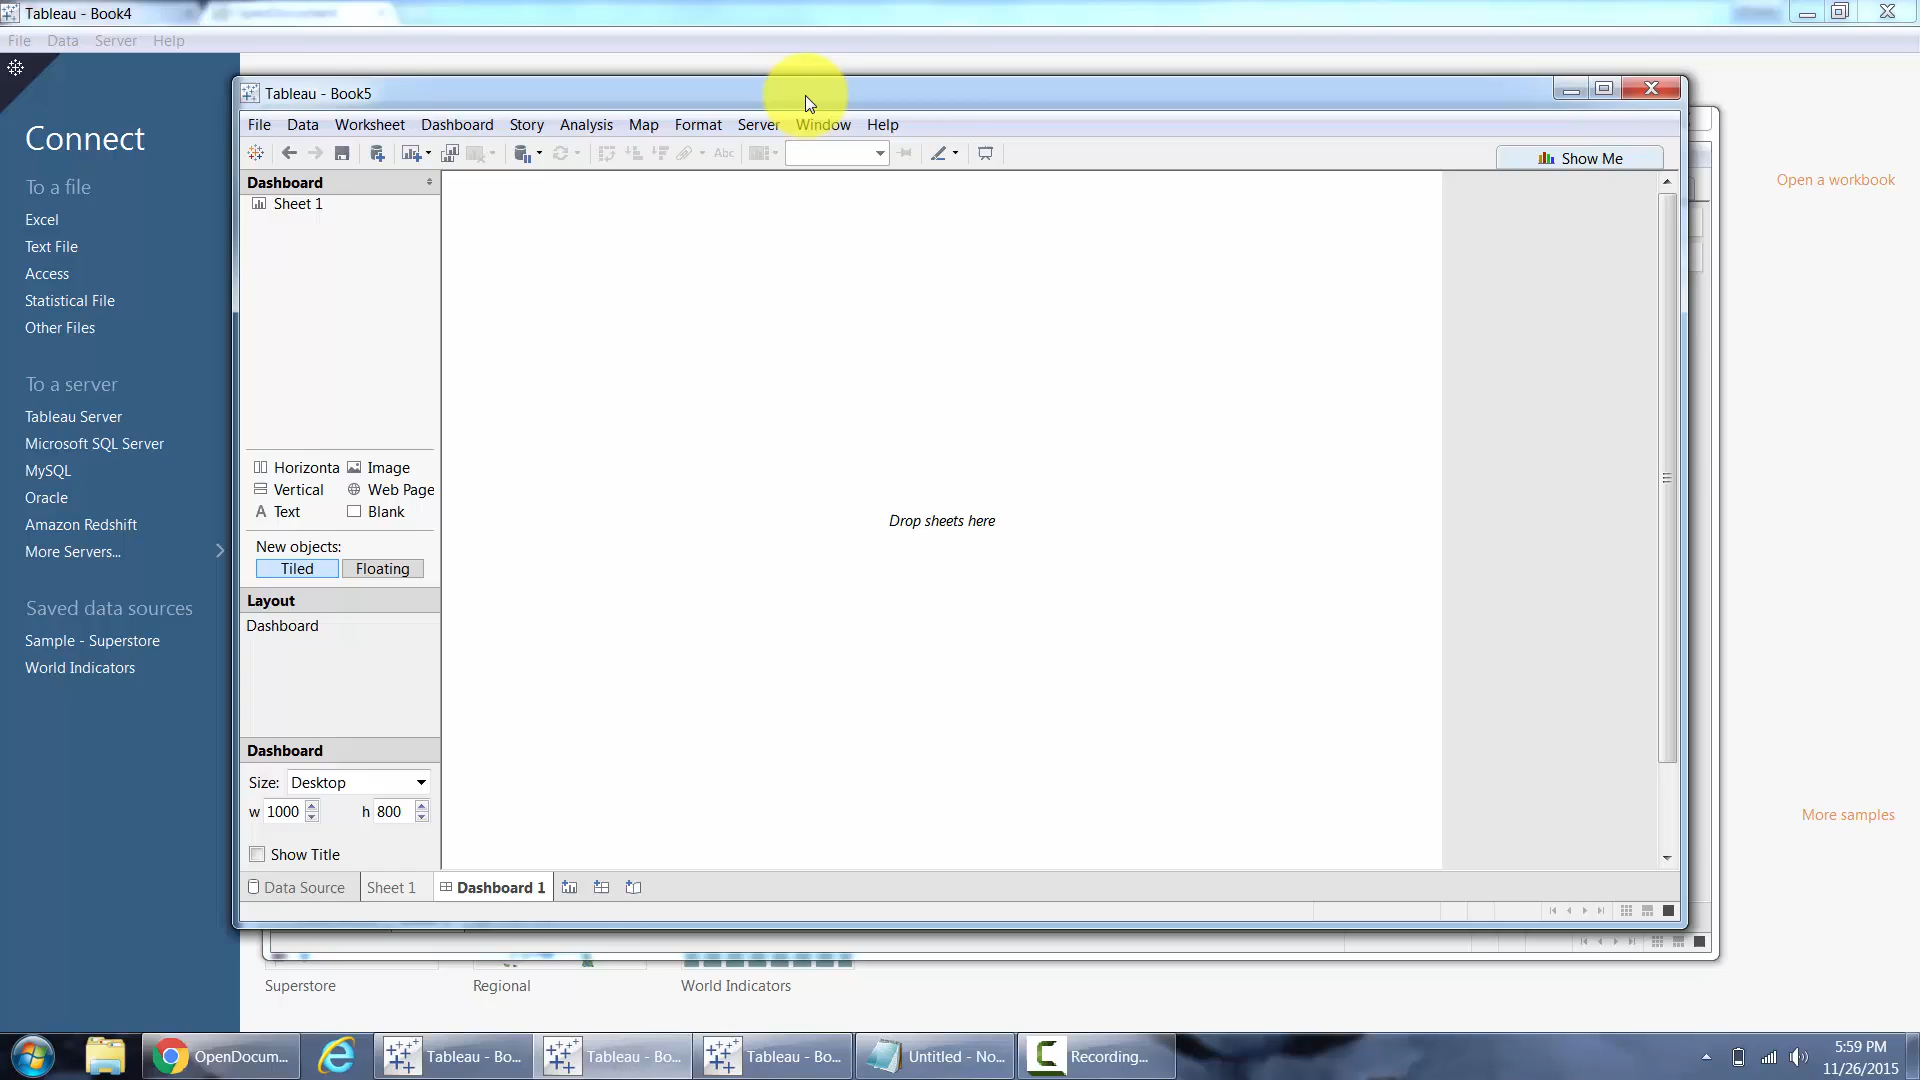 Tableau - Book4
File Data Server Help
Connect
To a file
Excel
Text File
Access
Statistical File
Other Files
To a server
Tableau Server
Microsoft SQL Server
MySQL
Oracle
Amazon Redshift
More Servers...
Saved data sources
Sample - Superstore
World Indicators
Tableau - Book5
File Data Worksheet Dashboard Story Analysis Map Format Server Window Help
Abc
Show Me
Dashboard
Sheet 1
Horizonta Image
Vertical Web Page
A Text Blank
New objects:
Tiled Floating
Layout
Dashboard
Dashboard
Size: Desktop
w 1000 h 800
Show Title
Drop sheets here
Data Source Sheet 1 Dashboard 1
Open a workbook
More samples
Superstore Regional World Indicators
OpenDocum... Tableau - Bo... Tableau - Bo... Tableau - Bo... Untitled - No... Recording...
5:59 PM
11/26/2015